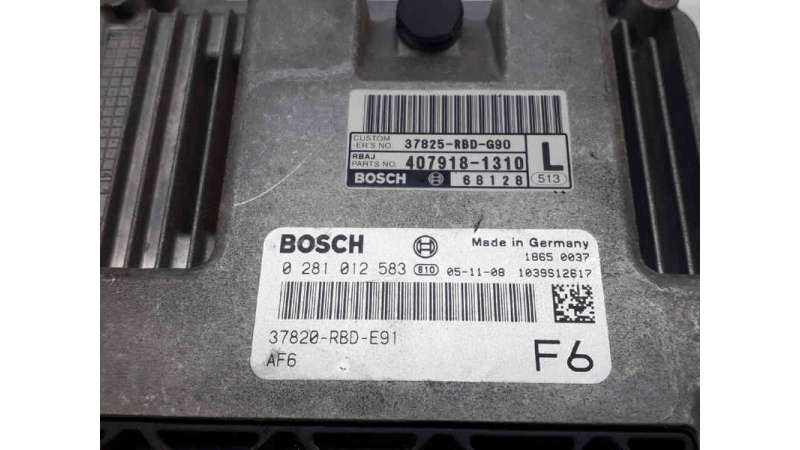 CUSTOM
-ER'S NO. 37825-RBD-G90
RBAJ
PARTS NO. 407918-1310 L
BOSCH 68128 513
BOSCH Made in Germany
1865 0037
0 281 012 583 810 05-11-08 1039S12617
37820-RBD-E91
AF6 F6